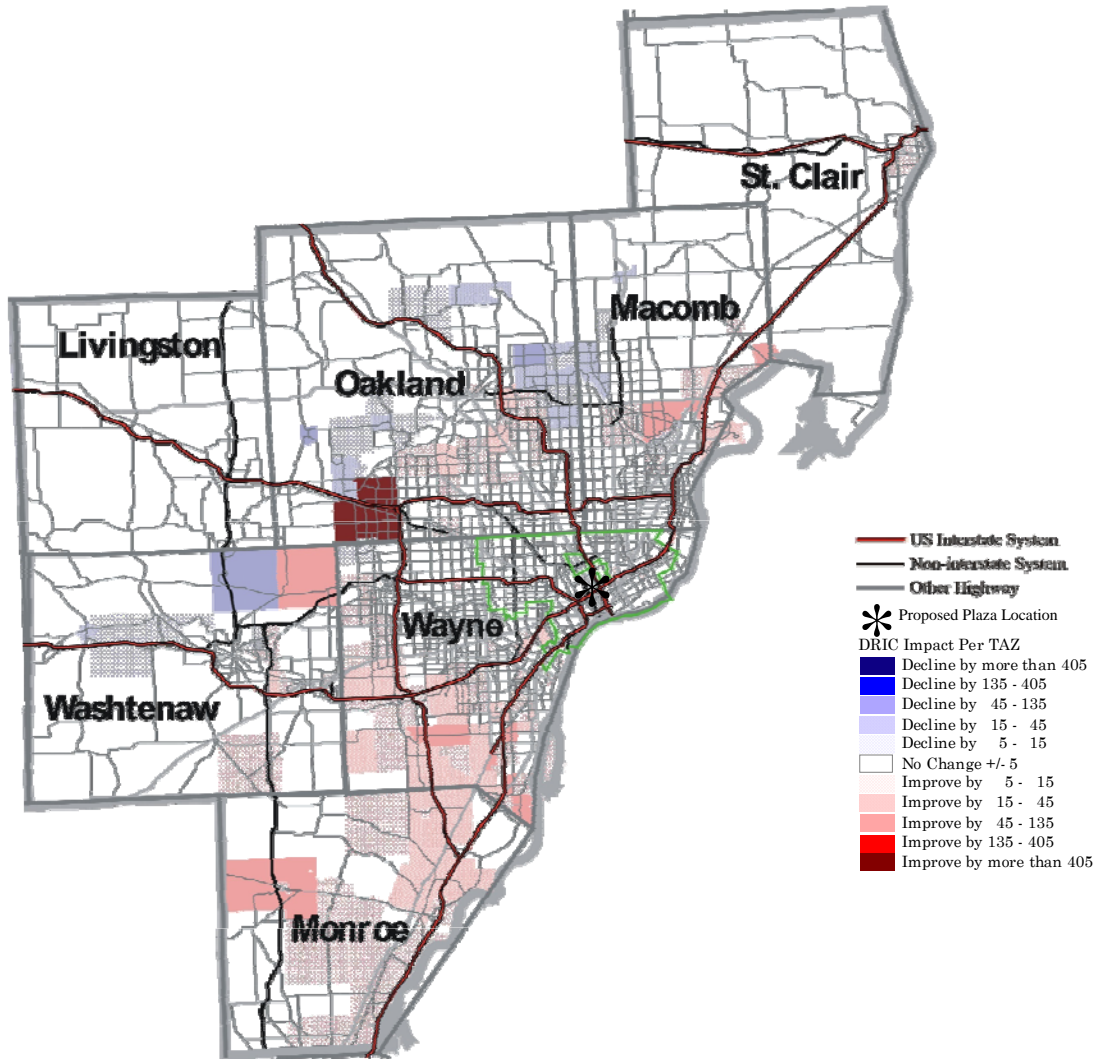 St. Clair
Macomb
Livingston
Oakland
US Interstate System
Non-interstate System
Other Highway
Proposed Plaza Location
Wayne
DRIC Impact Per TAZ
Decline by more than 405
Decline by 135 - 405
Decline by 45 - 135
Washtenaw
Decline by 15 - 45
Decline by 5 - 15
No Change +/- 5
Improve by 5 - 15
Improve by 15 - 45
Improve by 45 - 135
Improve by 135 - 405
Improve by more than 405
Monroe